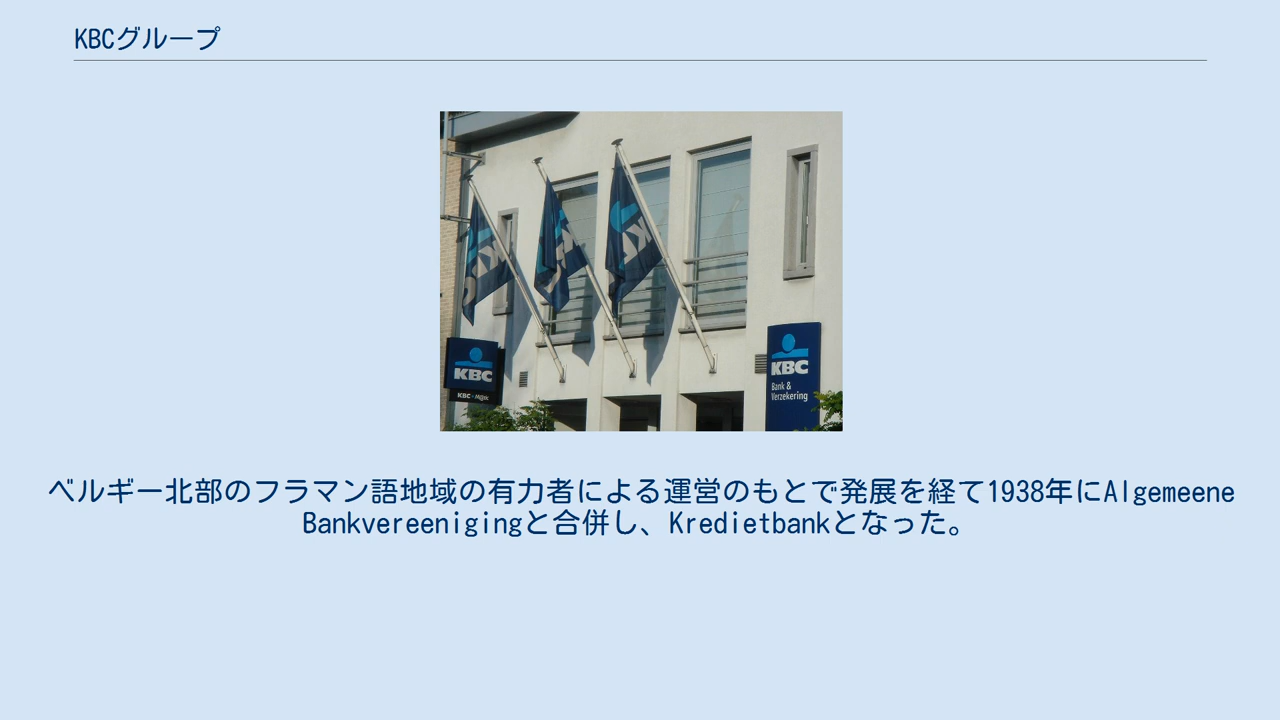 KBCグループ
KBC
KBC
Bank &
Verzekering
ベルギー北部のフラマン語地域の有力者による運営のもとで発展を経て1938年にAlgemeene
Bankvereenigingと合併し、Kredietbankとなった。